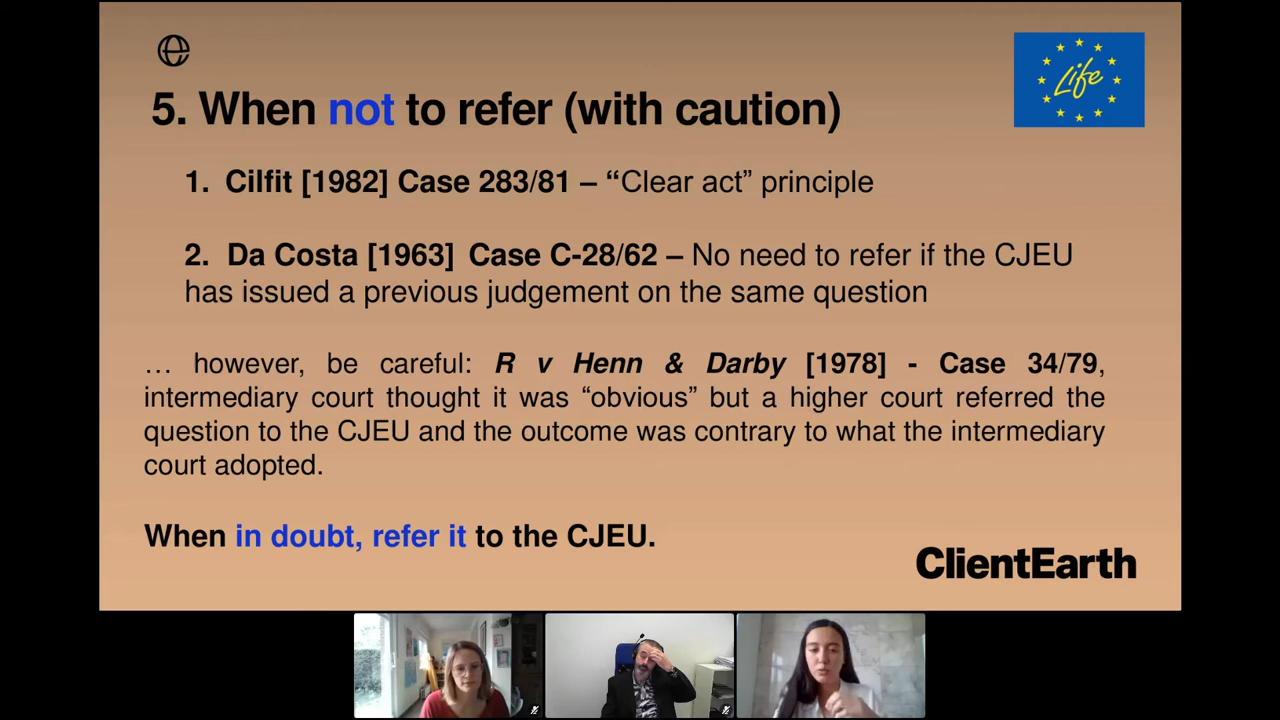 Life
5. When not to refer (with caution)
1. Cilfit [1982] Case 283/81 – “Clear act” principle
2. Da Costa [1963] Case C-28/62 – No need to refer if the CJEU
has issued a previous judgement on the same question
… however, be careful: R v Henn & Darby [1978] - Case 34/79,
intermediary court thought it was “obvious” but a higher court referred the
question to the CJEU and the outcome was contrary to what the intermediary
court adopted.
When in doubt, refer it to the CJEU.
ClientEarth